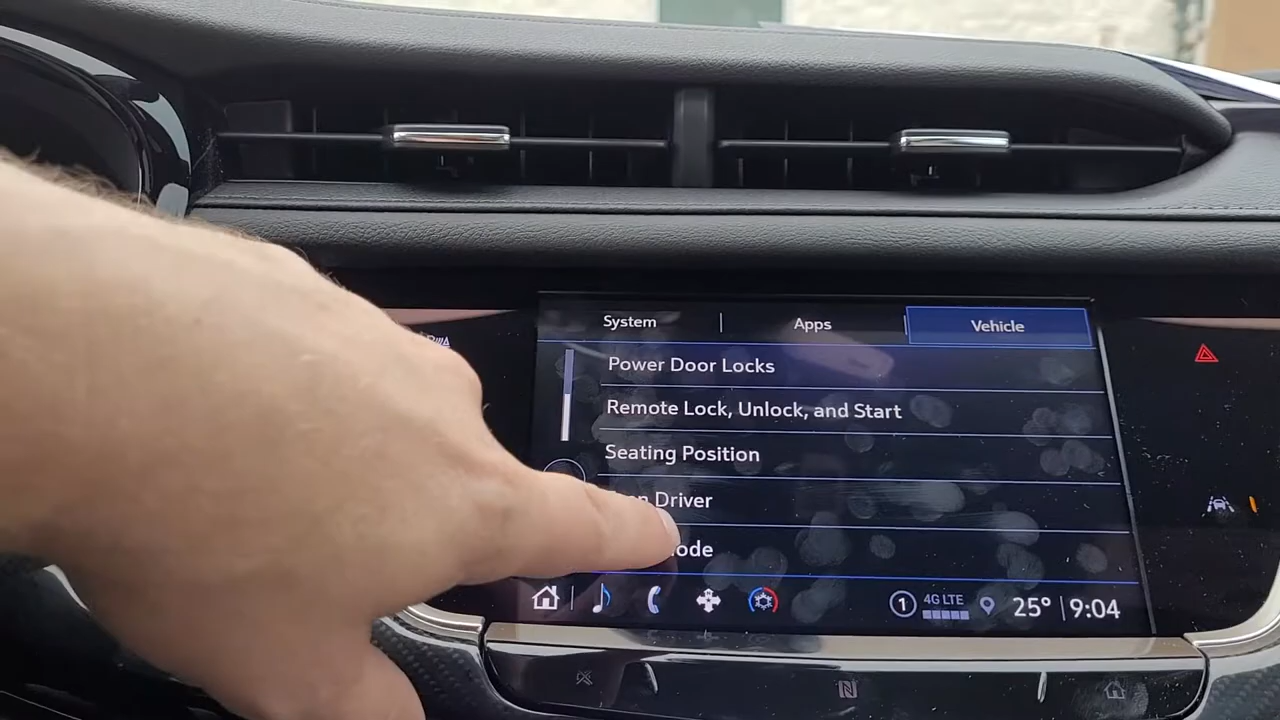 System Apps Vehicle
Power Door Locks
Remote Lock, Unlock, and Start
Seating Position
Driver
1 4G LTE 25° 9:04